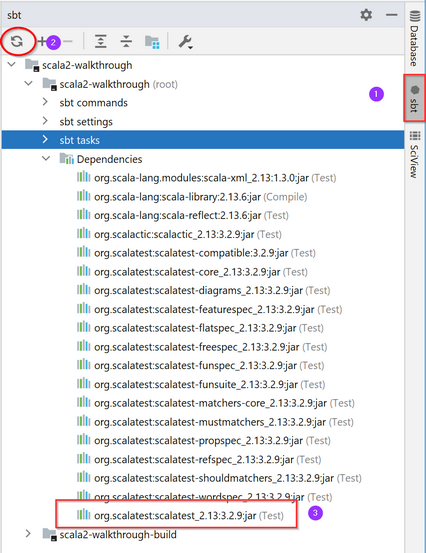 sbt
2
scala2-walkthrough
scala2-walkthrough (root)
1
sbt commands
sbt settings
sbt tasks
Dependencies
org.scala-lang.modules:scala-xml_2.13:1.3.0:jar (Test)
org.scala-lang:scala-library:2.13.6:jar (Compile)
org.scala-lang:scala-reflect:2.13.6:jar (Test)
org.scalactic:scalactic_2.13:3.2.9:jar (Test)
org.scalatest:scalatest-compatible:3.2.9:jar (Test)
org.scalatest:scalatest-core_2.13:3.2.9:jar (Test)
org.scalatest:scalatest-diagrams_2.13:3.2.9:jar (Test)
org.scalatest:scalatest-featurespec_2.13:3.2.9:jar (Test)
org.scalatest:scalatest-flatspec_2.13:3.2.9:jar (Test)
org.scalatest:scalatest-freespec_2.13:3.2.9:jar (Test)
org.scalatest:scalatest-funspec_2.13:3.2.9:jar (Test)
org.scalatest:scalatest-funsuite_2.13:3.2.9:jar (Test)
org.scalatest:scalatest-matchers-core_2.13:3.2.9:jar (Test)
org.scalatest:scalatest-mustmatchers_2.13:3.2.9:jar (Test)
org.scalatest:scalatest-propspec_2.13:3.2.9:jar (Test)
org.scalatest:scalatest-refspec_2.13:3.2.9:jar (Test)
org.scalatest:scalatest-shouldmatchers_2.13:3.2.9:jar (Test)
org.scalatest:scalatest-wordspec_2.13:3.2.9:jar (Test)
org.scalatest:scalatest_2.13:3.2.9:jar (Test)
3
scala2-walkthrough-build
Database
sbt
SciView